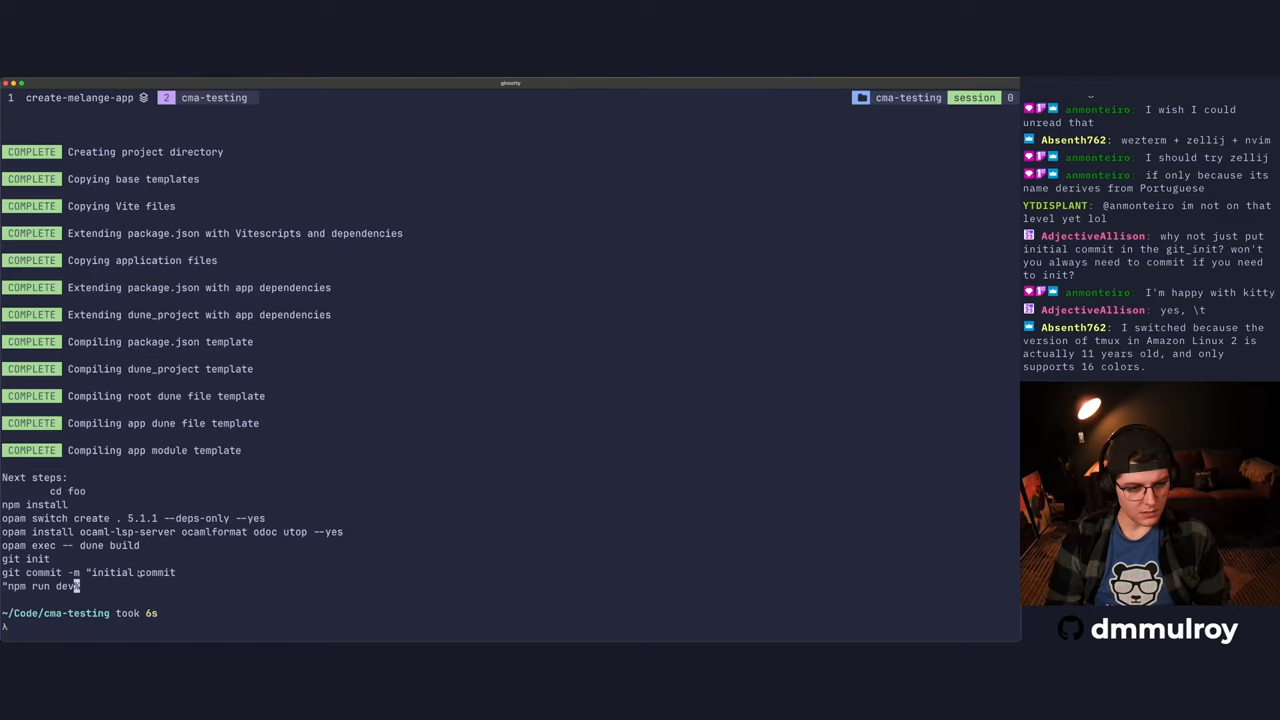 ghostty
1 create-melange-app 2 cma-testing
cma-testing session 0
COMPLETE Creating project directory
COMPLETE Copying base templates
COMPLETE Copying Vite files
COMPLETE Extending package.json with Vitescripts and dependencies
COMPLETE Copying application files
COMPLETE Extending package.json with app dependencies
COMPLETE Extending dune_project with app dependencies
COMPLETE Compiling package.json template
COMPLETE Compiling dune_project template
COMPLETE Compiling root dune file template
COMPLETE Compiling app dune file template
COMPLETE Compiling app module template
Next steps:
cd foo
npm install
opam switch create . 5.1.1 --deps-only --yes
opam install ocaml-lsp-server ocamlformat odoc utop --yes
opam exec -- dune build
git init
git commit -m "initial commit
"npm run dev%
~/Code/cma-testing took 6s
λ
anmonteiro: I wish I could
unread that
Absenth762: wezterm + zellij + nvim
anmonteiro: I should try zellij
anmonteiro: if only because its
name derives from Portuguese
YTDISPLANT: @anmonteiro im not on that
level yet lol
AdjectiveAllison: why not just put
initial commit in the git_init? won't
you always need to commit if you need
to init?
anmonteiro: I'm happy with kitty
AdjectiveAllison: yes, \t
Absenth762: I switched because the
version of tmux in Amazon Linux 2 is
actually 11 years old, and only
supports 16 colors.
dmmulroy